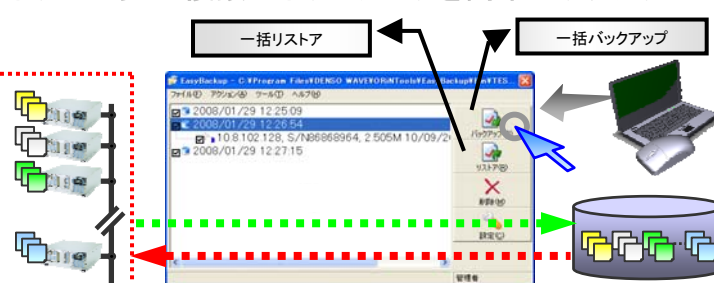 一括リストア
一括バックアップ
EasyBackup - C:¥Program Files¥DENSO WAVE¥ORiNTools¥EasyBackup¥Bin¥TES...
ファイル(F) アクション(A) ツール(T) ヘルプ(H)
2008/01/29 12:25:09
2008/01/29 12:26:54
10.8.102.128, S/N86868964, 2.505M 10/09/2
2008/01/29 12:27:15
バックアップ
リストア(R)
削除(D)
設定(C)
管理者